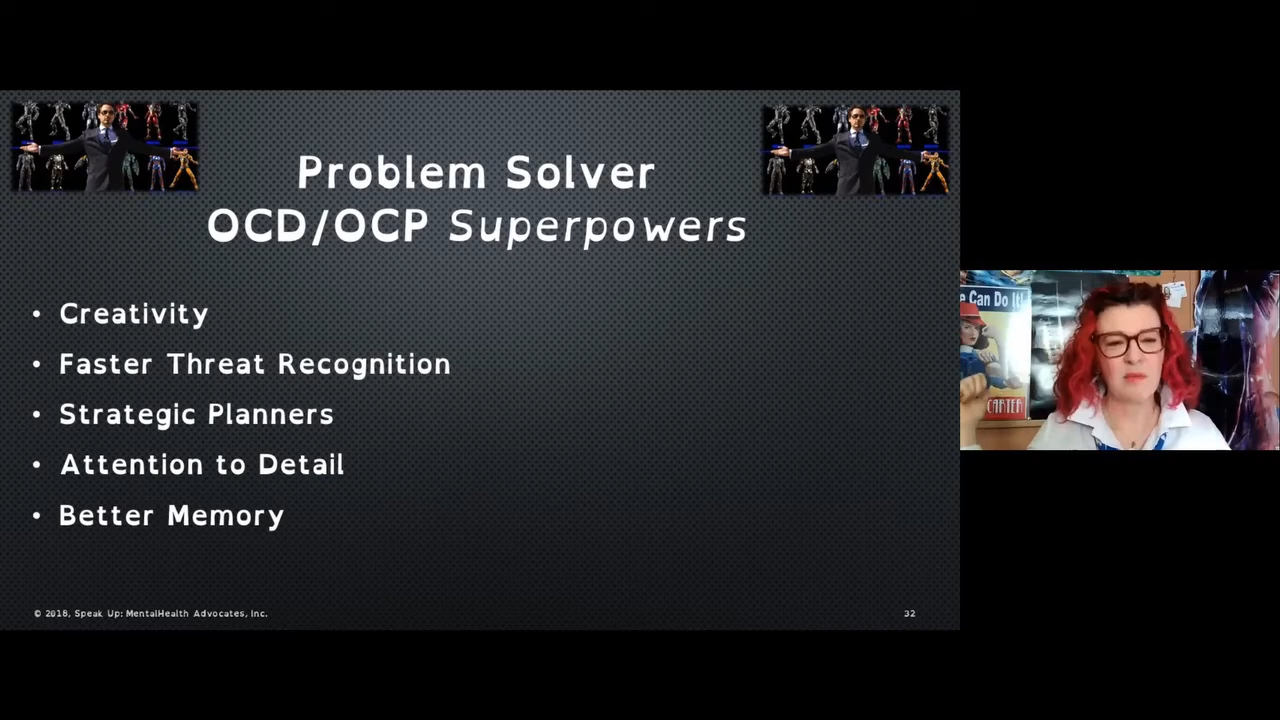 Problem Solver
OCD/OCP Superpowers
• Creativity
• Faster Threat Recognition
• Strategic Planners
• Attention to Detail
• Better Memory
© 2018, Speak Up: MentalHealth Advocates, Inc.
32
e Can Do It!
CARTER